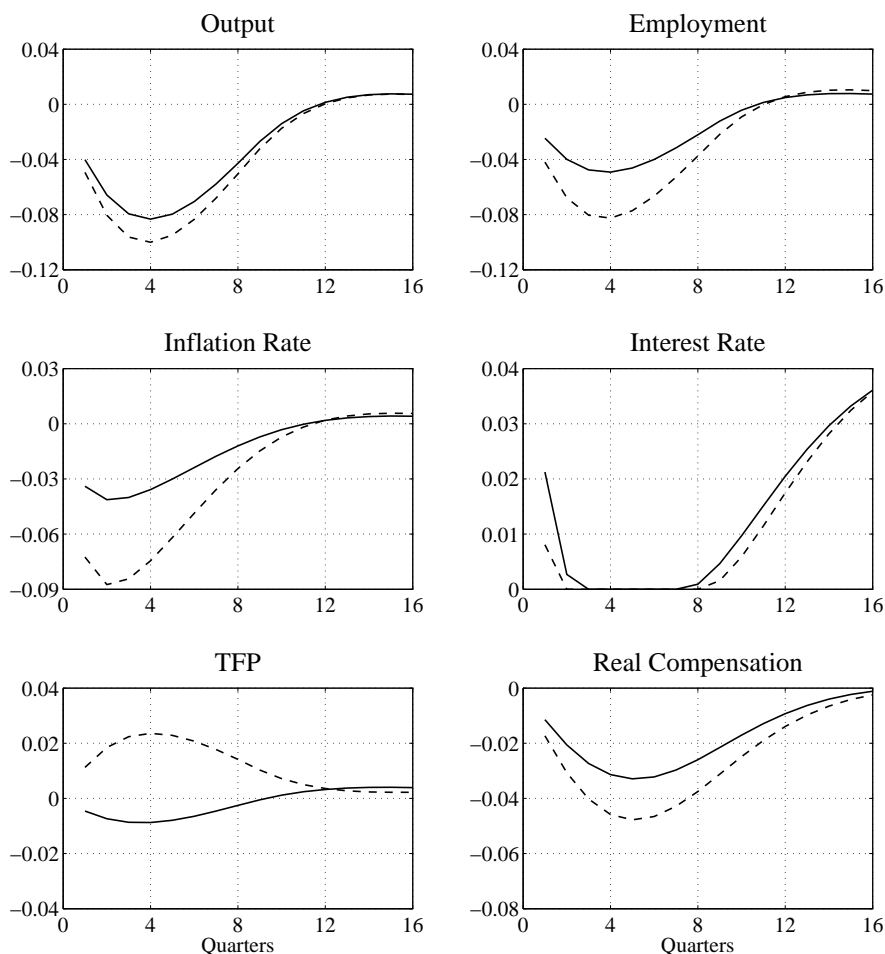 Output
0.04
0
−0.04
−0.08
−0.12
0 4 8 12 16
Employment
0.04
0
−0.04
−0.08
−0.12
0 4 8 12 16
Inflation Rate
0.03
0
−0.03
−0.06
−0.09
0 4 8 12 16
Interest Rate
0.04
0.03
0.02
0.01
0
0 4 8 12 16
TFP
0.04
0.02
0
−0.02
−0.04
0 4 8 12 16
Quarters
Real Compensation
0
−0.02
−0.04
−0.06
−0.08
0 4 8 12 16
Quarters